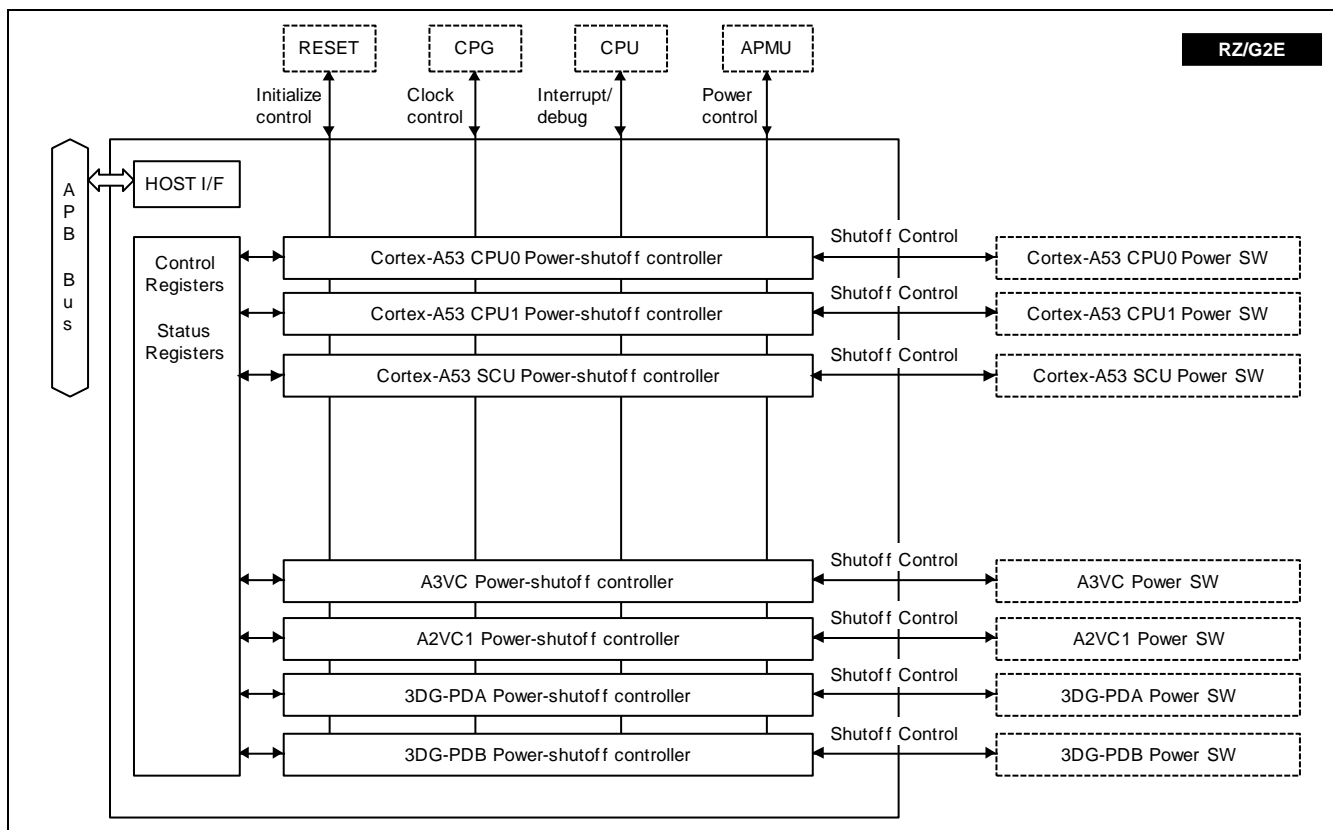 RESET
CPG
CPU
APMU
RZ/G2E
Initialize
control
Clock
control
Interrupt/
debug
Power
control
APB Bus
HOST I/F
Control
Registers
Status
Registers
Cortex-A53 CPU0 Power-shutoff controller
Shutoff Control
Cortex-A53 CPU0 Power SW
Cortex-A53 CPU1 Power-shutoff controller
Shutoff Control
Cortex-A53 CPU1 Power SW
Cortex-A53 SCU Power-shutoff controller
Shutoff Control
Cortex-A53 SCU Power SW
A3VC Power-shutoff controller
Shutoff Control
A3VC Power SW
A2VC1 Power-shutoff controller
Shutoff Control
A2VC1 Power SW
3DG-PDA Power-shutoff controller
Shutoff Control
3DG-PDA Power SW
3DG-PDB Power-shutoff controller
Shutoff Control
3DG-PDB Power SW